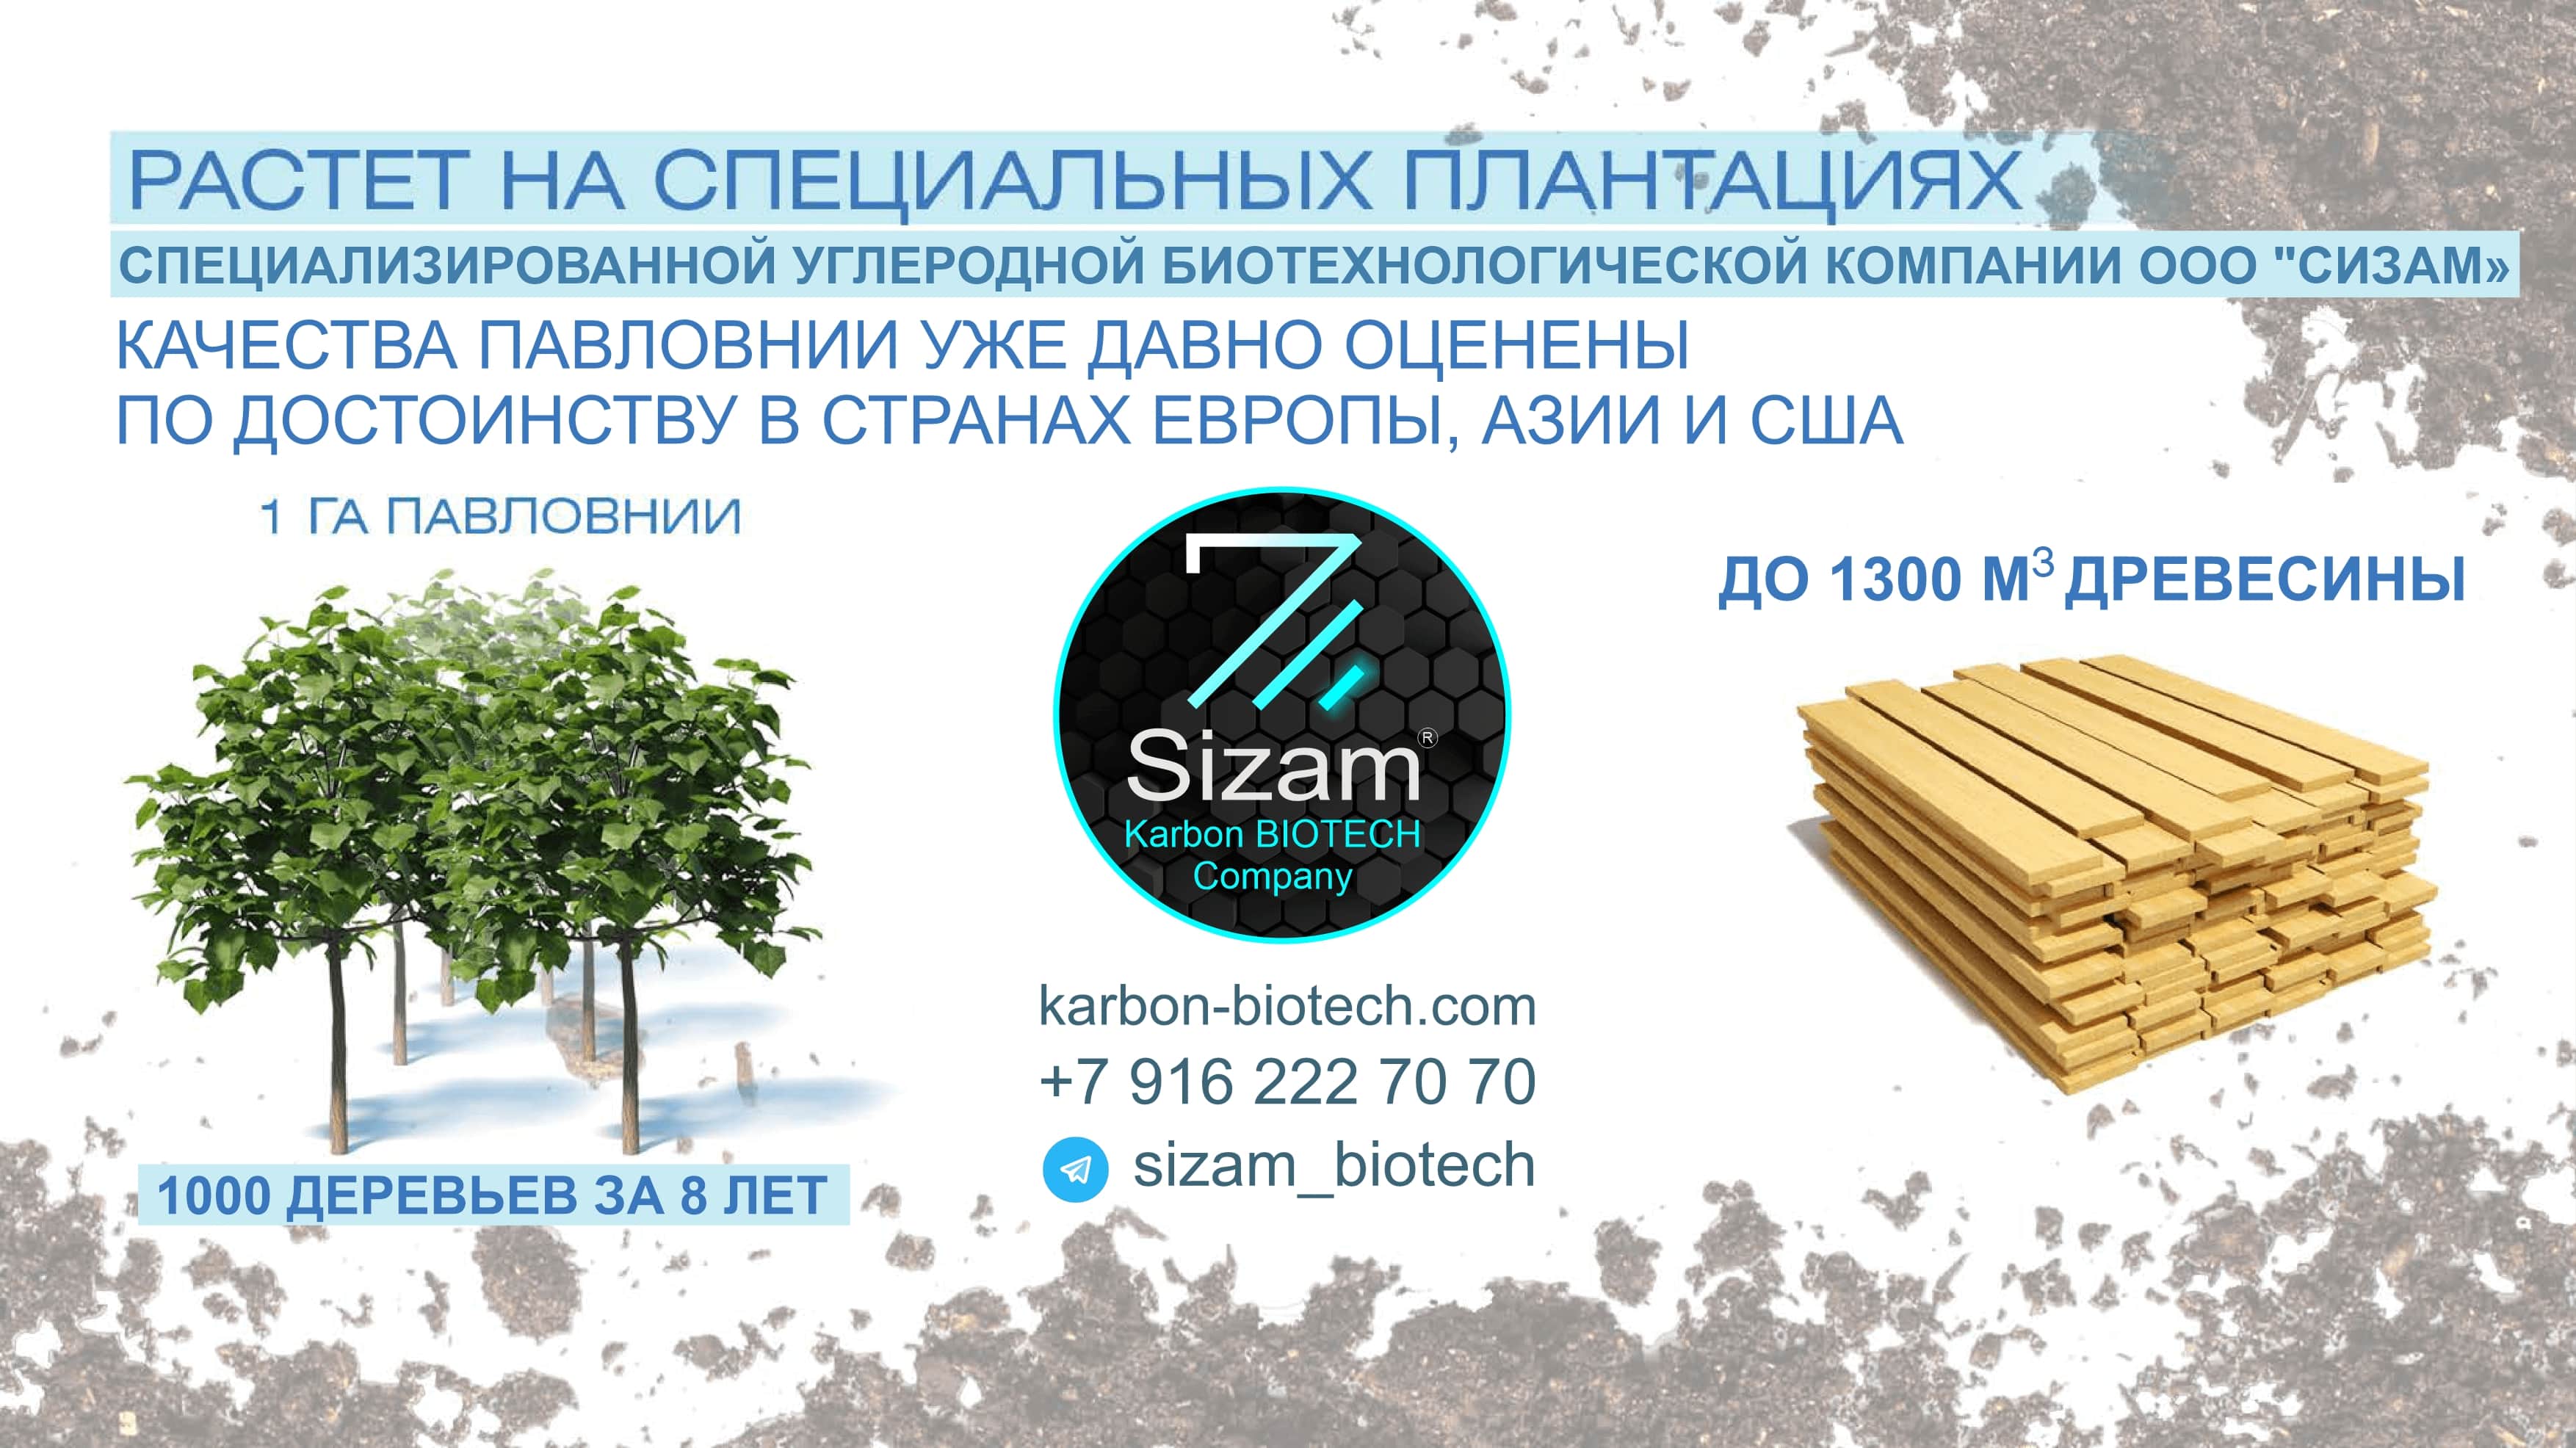 РАСТЕТ НА СПЕЦИАЛЬНЫХ ПЛАНТАЦИЯХ
СПЕЦИАЛИЗИРОВАННОЙ УГЛЕРОДНОЙ БИОТЕХНОЛОГИЧЕСКОЙ КОМПАНИИ ООО "СИЗАМ»
КАЧЕСТВА ПАВЛОВНИИ УЖЕ ДАВНО ОЦЕНЕНЫ
ПО ДОСТОИНСТВУ В СТРАНАХ ЕВРОПЫ, АЗИИ И США
1 ГА ПАВЛОВНИИ
1000 ДЕРЕВЬЕВ ЗА 8 ЛЕТ
Sizam®
Karbon BIOTECH
Company
karbon-biotech.com
+7 916 222 70 70
sizam_biotech
ДО 1300 М³ ДРЕВЕСИНЫ